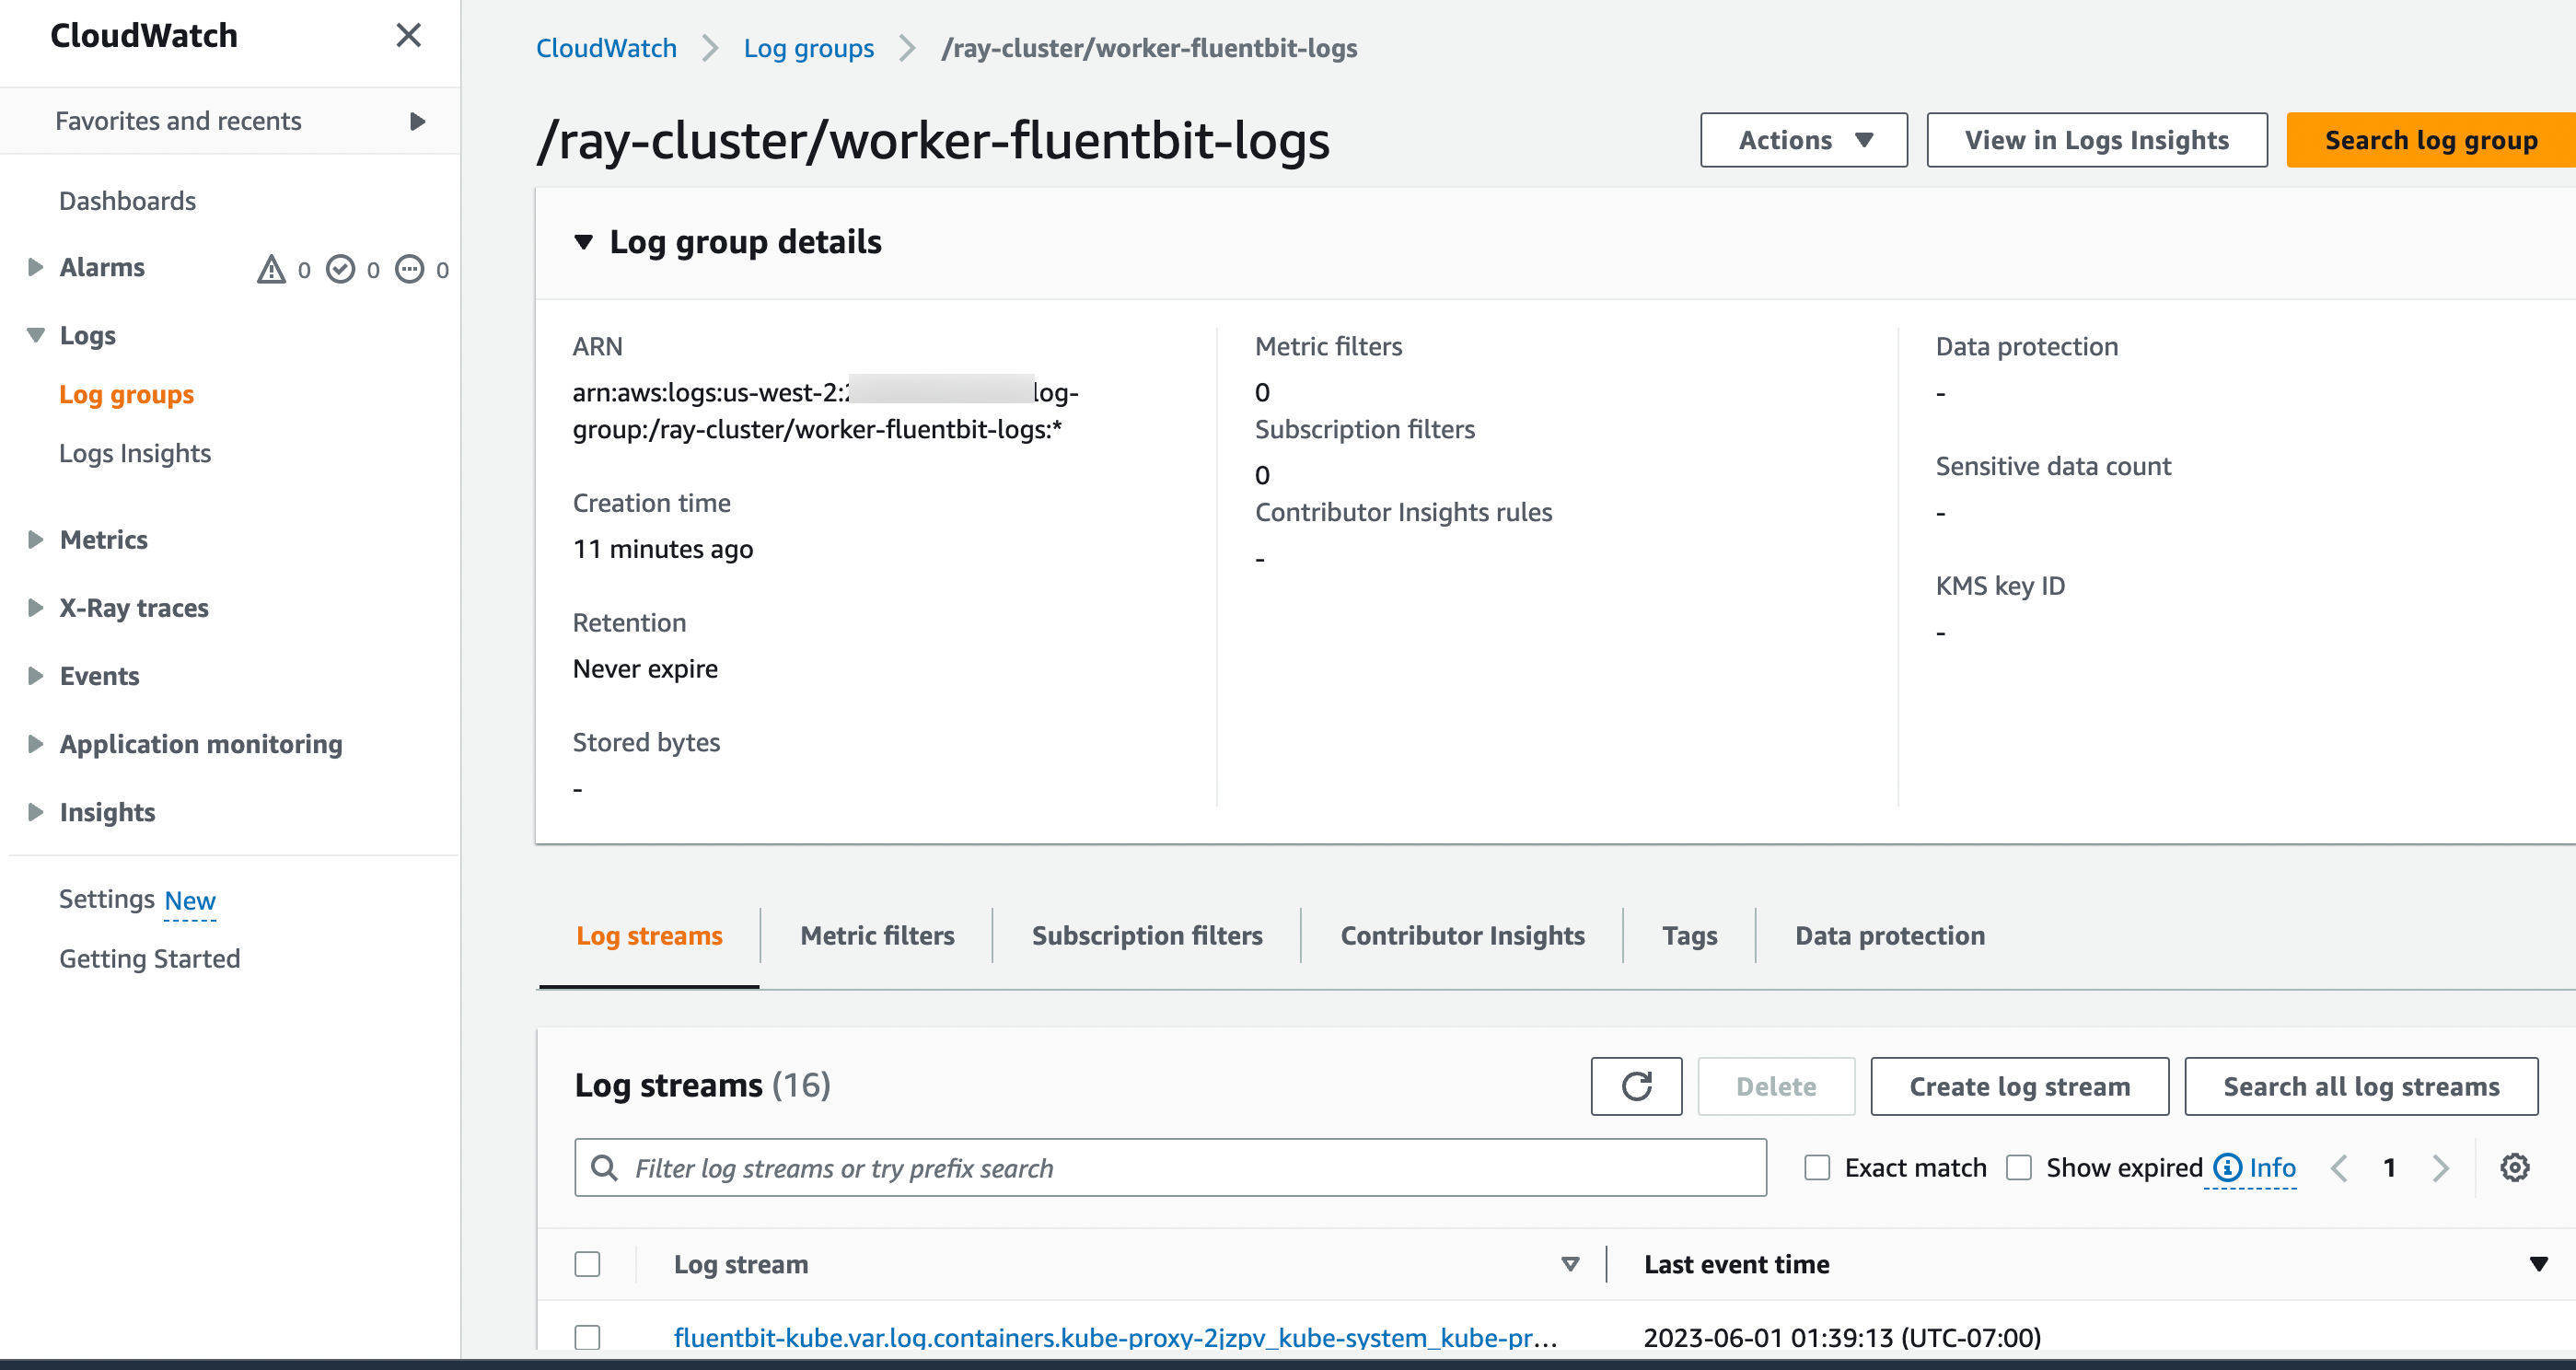 CloudWatch
Favorites and recents
Dashboards
Alarms 0 0 0
Logs
Log groups
Logs Insights
Metrics
X-Ray traces
Events
Application monitoring
Insights
Settings New
Getting Started
CloudWatch Log groups /ray-cluster/worker-fluentbit-logs
/ray-cluster/worker-fluentbit-logs
Actions View in Logs Insights Search log group
Log group details
ARN
arn:aws:logs:us-west-2: log-
group:/ray-cluster/worker-fluentbit-logs:*
Creation time
11 minutes ago
Retention
Never expire
Stored bytes
-
Metric filters
0
Subscription filters
0
Contributor Insights rules
-
Data protection
-
Sensitive data count
-
KMS key ID
-
Log streams Metric filters Subscription filters Contributor Insights Tags Data protection
Log streams (16)
Delete Create log stream Search all log streams
Filter log streams or try prefix search Exact match Show expired Info 1
Log stream Last event time
fluentbit-kube.var.log.containers.kube-proxy-2jzpv_kube-system_kube-pr... 2023-06-01 01:39:13 (UTC-07:00)